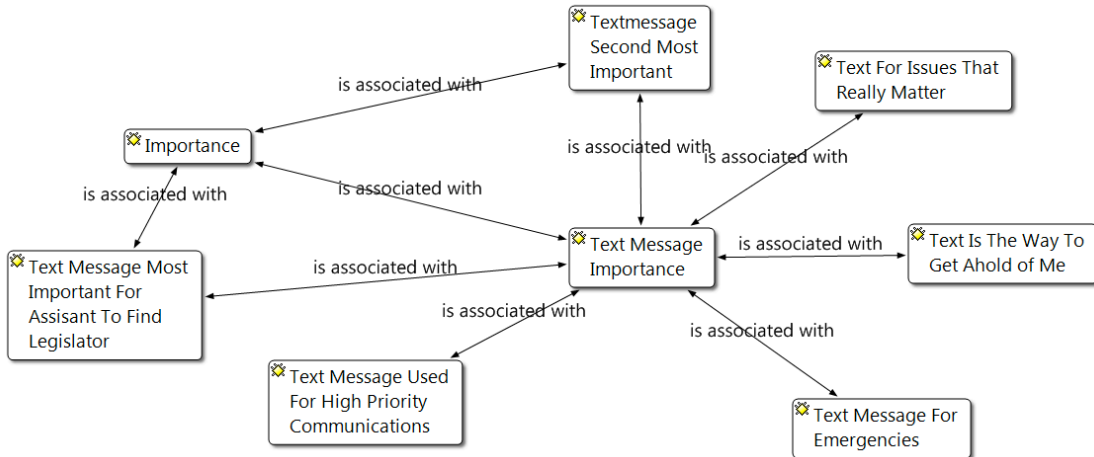 Textmessage
Second Most
Important
Text For Issues That
Really Matter
is associated with
Importance
is associated with
is associated with
is associated with
is associated with
Text Message
Importance
is associated with
Text Is The Way To
Get Ahold of Me
Text Message Most
Important For
Assisant To Find
Legislator
is associated with
is associated with
is associated with
Text Message Used
For High Priority
Communications
Text Message For
Emergencies